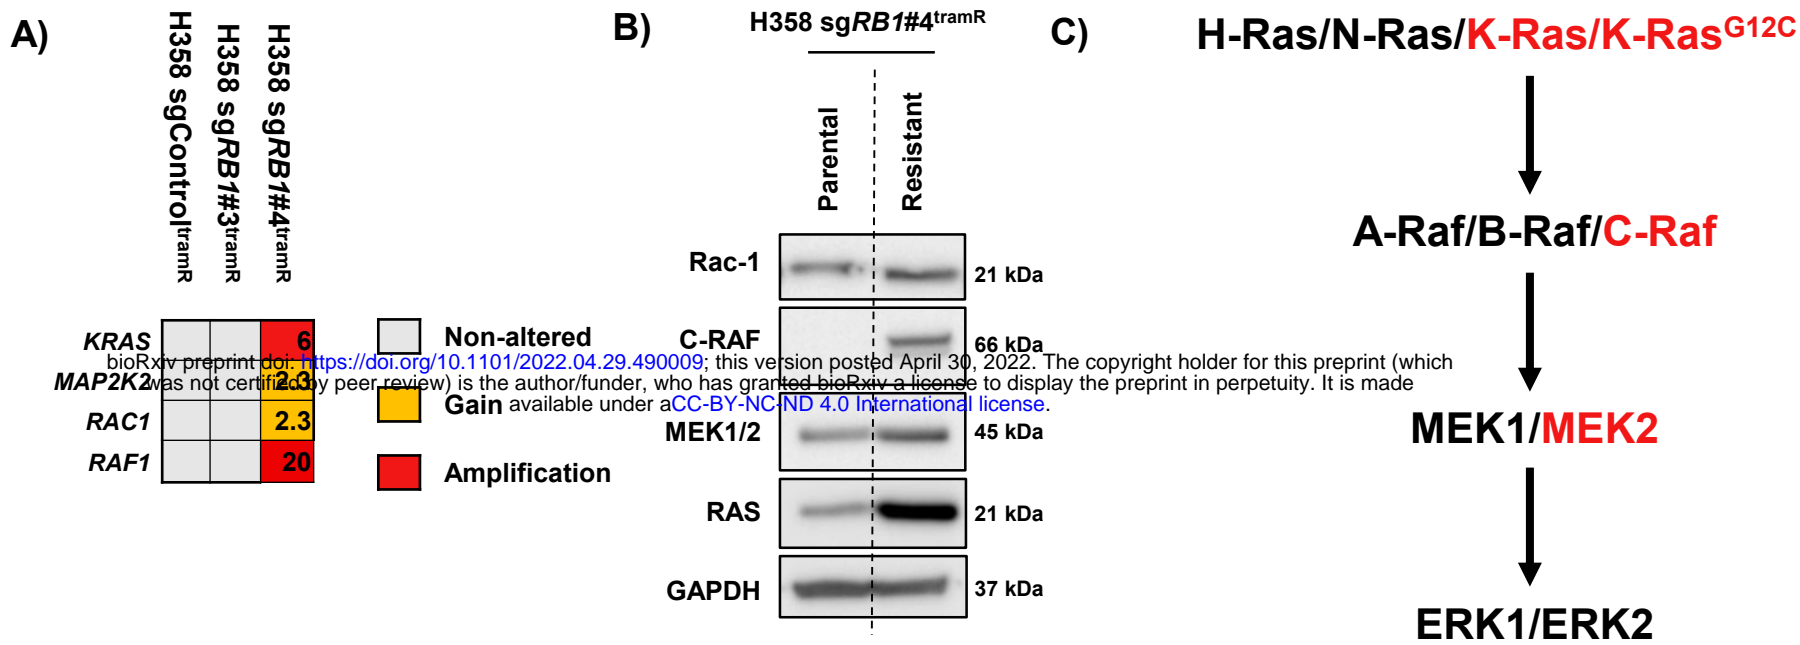 A)
H358 sgControltramR
H358 sgRB1#3tramR
H358 sgRB1#4tramR
KRAS
6
MAP2K2
2.3
RAC1
2.3
RAF1
20
Non-altered
Gain
Amplification
bioRxiv preprint doi: https://doi.org/10.1101/2022.04.29.490009; this version posted April 30, 2022. The copyright holder for this preprint (which
was not certified by peer review) is the author/funder, who has granted bioRxiv a license to display the preprint in perpetuity. It is made
available under aCC-BY-NC-ND 4.0 International license.
B)
H358 sgRB1#4tramR
Parental
Resistant
Rac-1
21 kDa
C-RAF
66 kDa
MEK1/2
45 kDa
RAS
21 kDa
GAPDH
37 kDa
C)
H-Ras/N-Ras/K-Ras/K-RasG12C
A-Raf/B-Raf/C-Raf
MEK1/MEK2
ERK1/ERK2